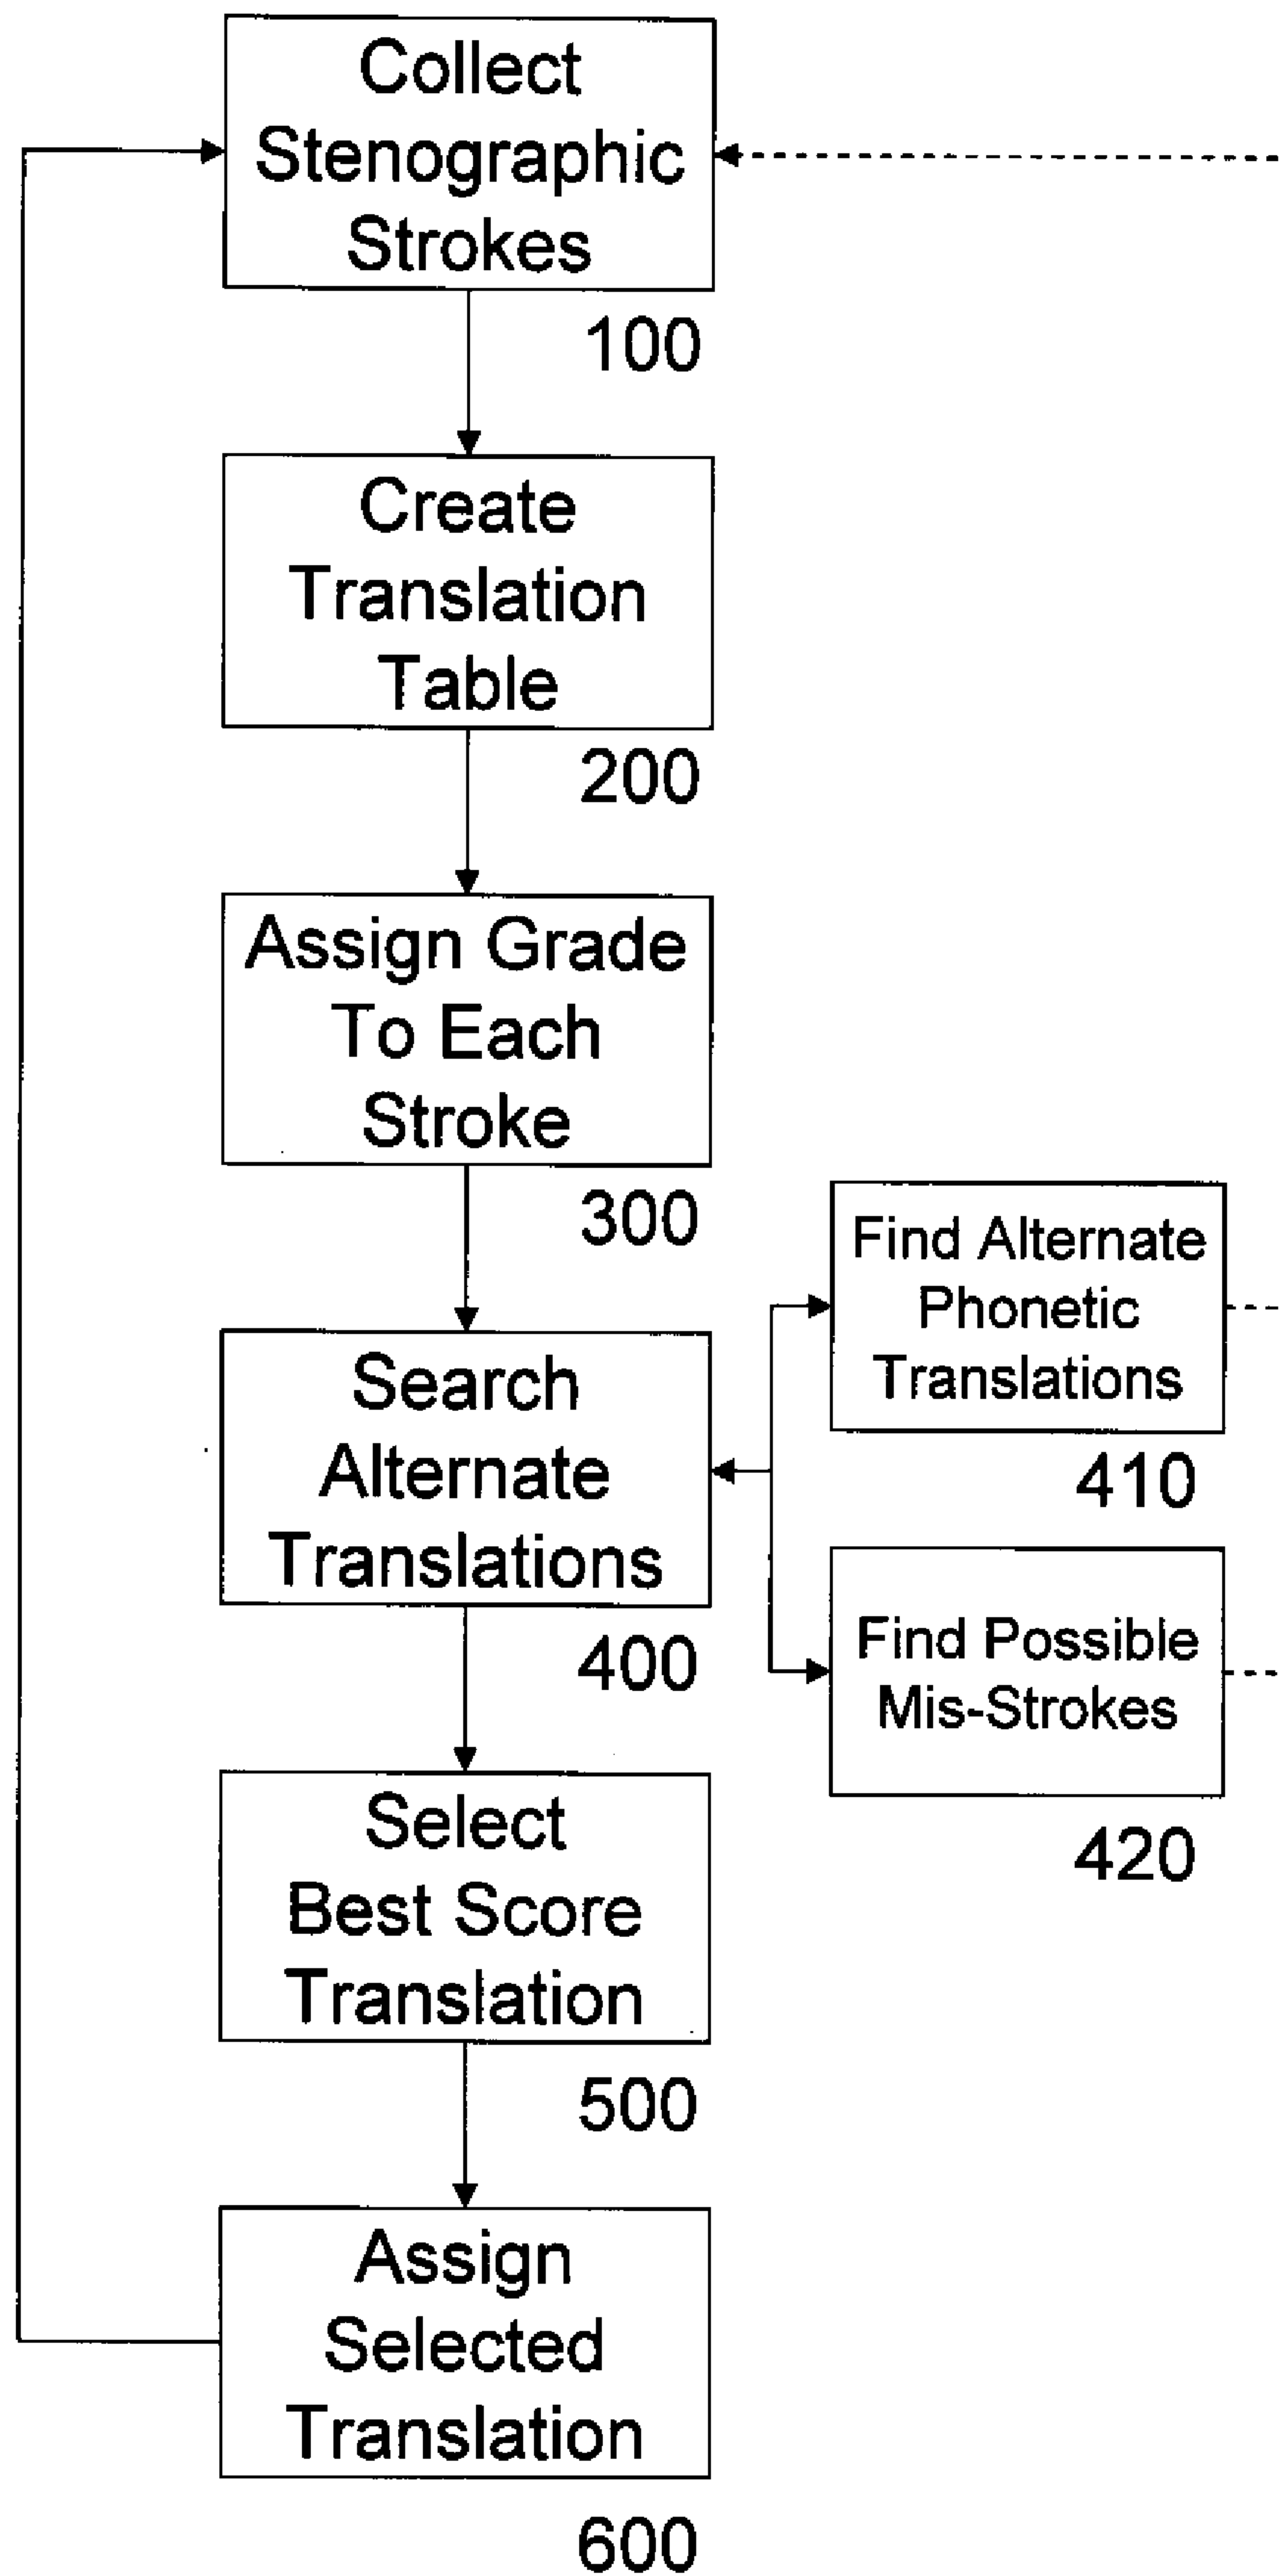 Collect
Stenographic
Strokes
100
Create
Translation
Table
200
Assign Grade
To Each
Stroke
300
Search
Alternate
Translations
400
Find Alternate
Phonetic
Translations
410
Find Possible
Mis-Strokes
420
Select
Best Score
Translation
500
Assign
Selected
Translation
600